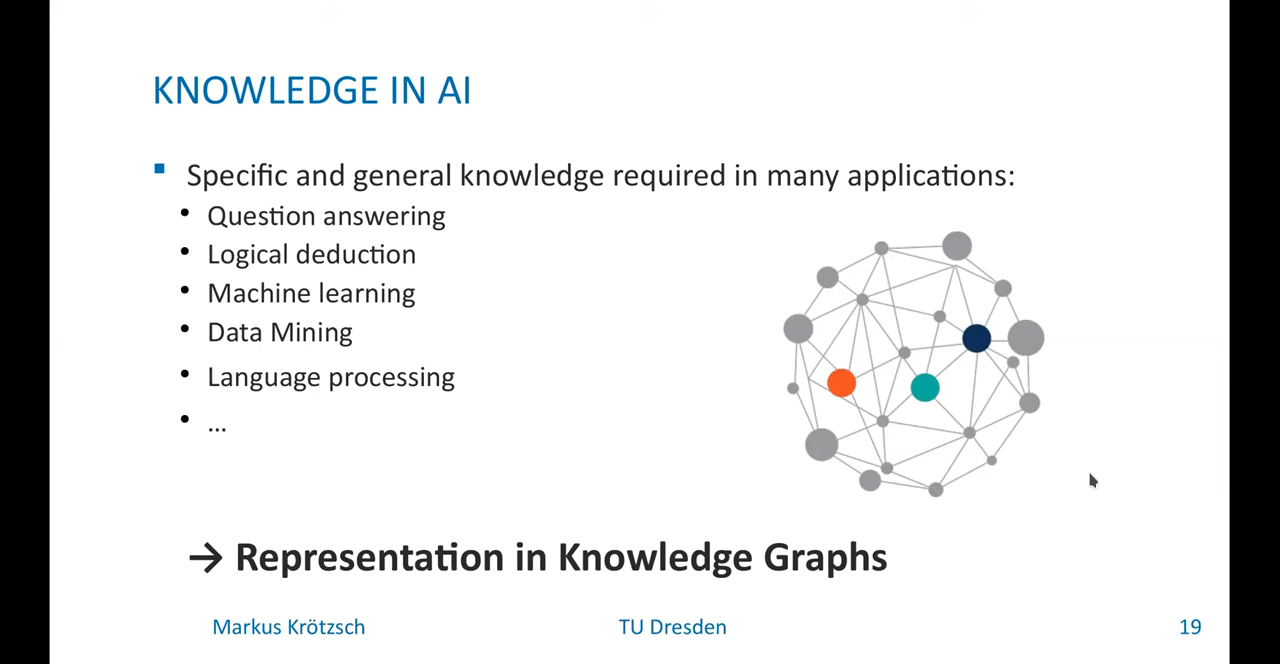 KNOWLEDGE IN AI
Specific and general knowledge required in many applications:
Question answering
Logical deduction
Machine learning
Data Mining
Language processing
...
→ Representation in Knowledge Graphs
Markus Krötzsch
TU Dresden
19